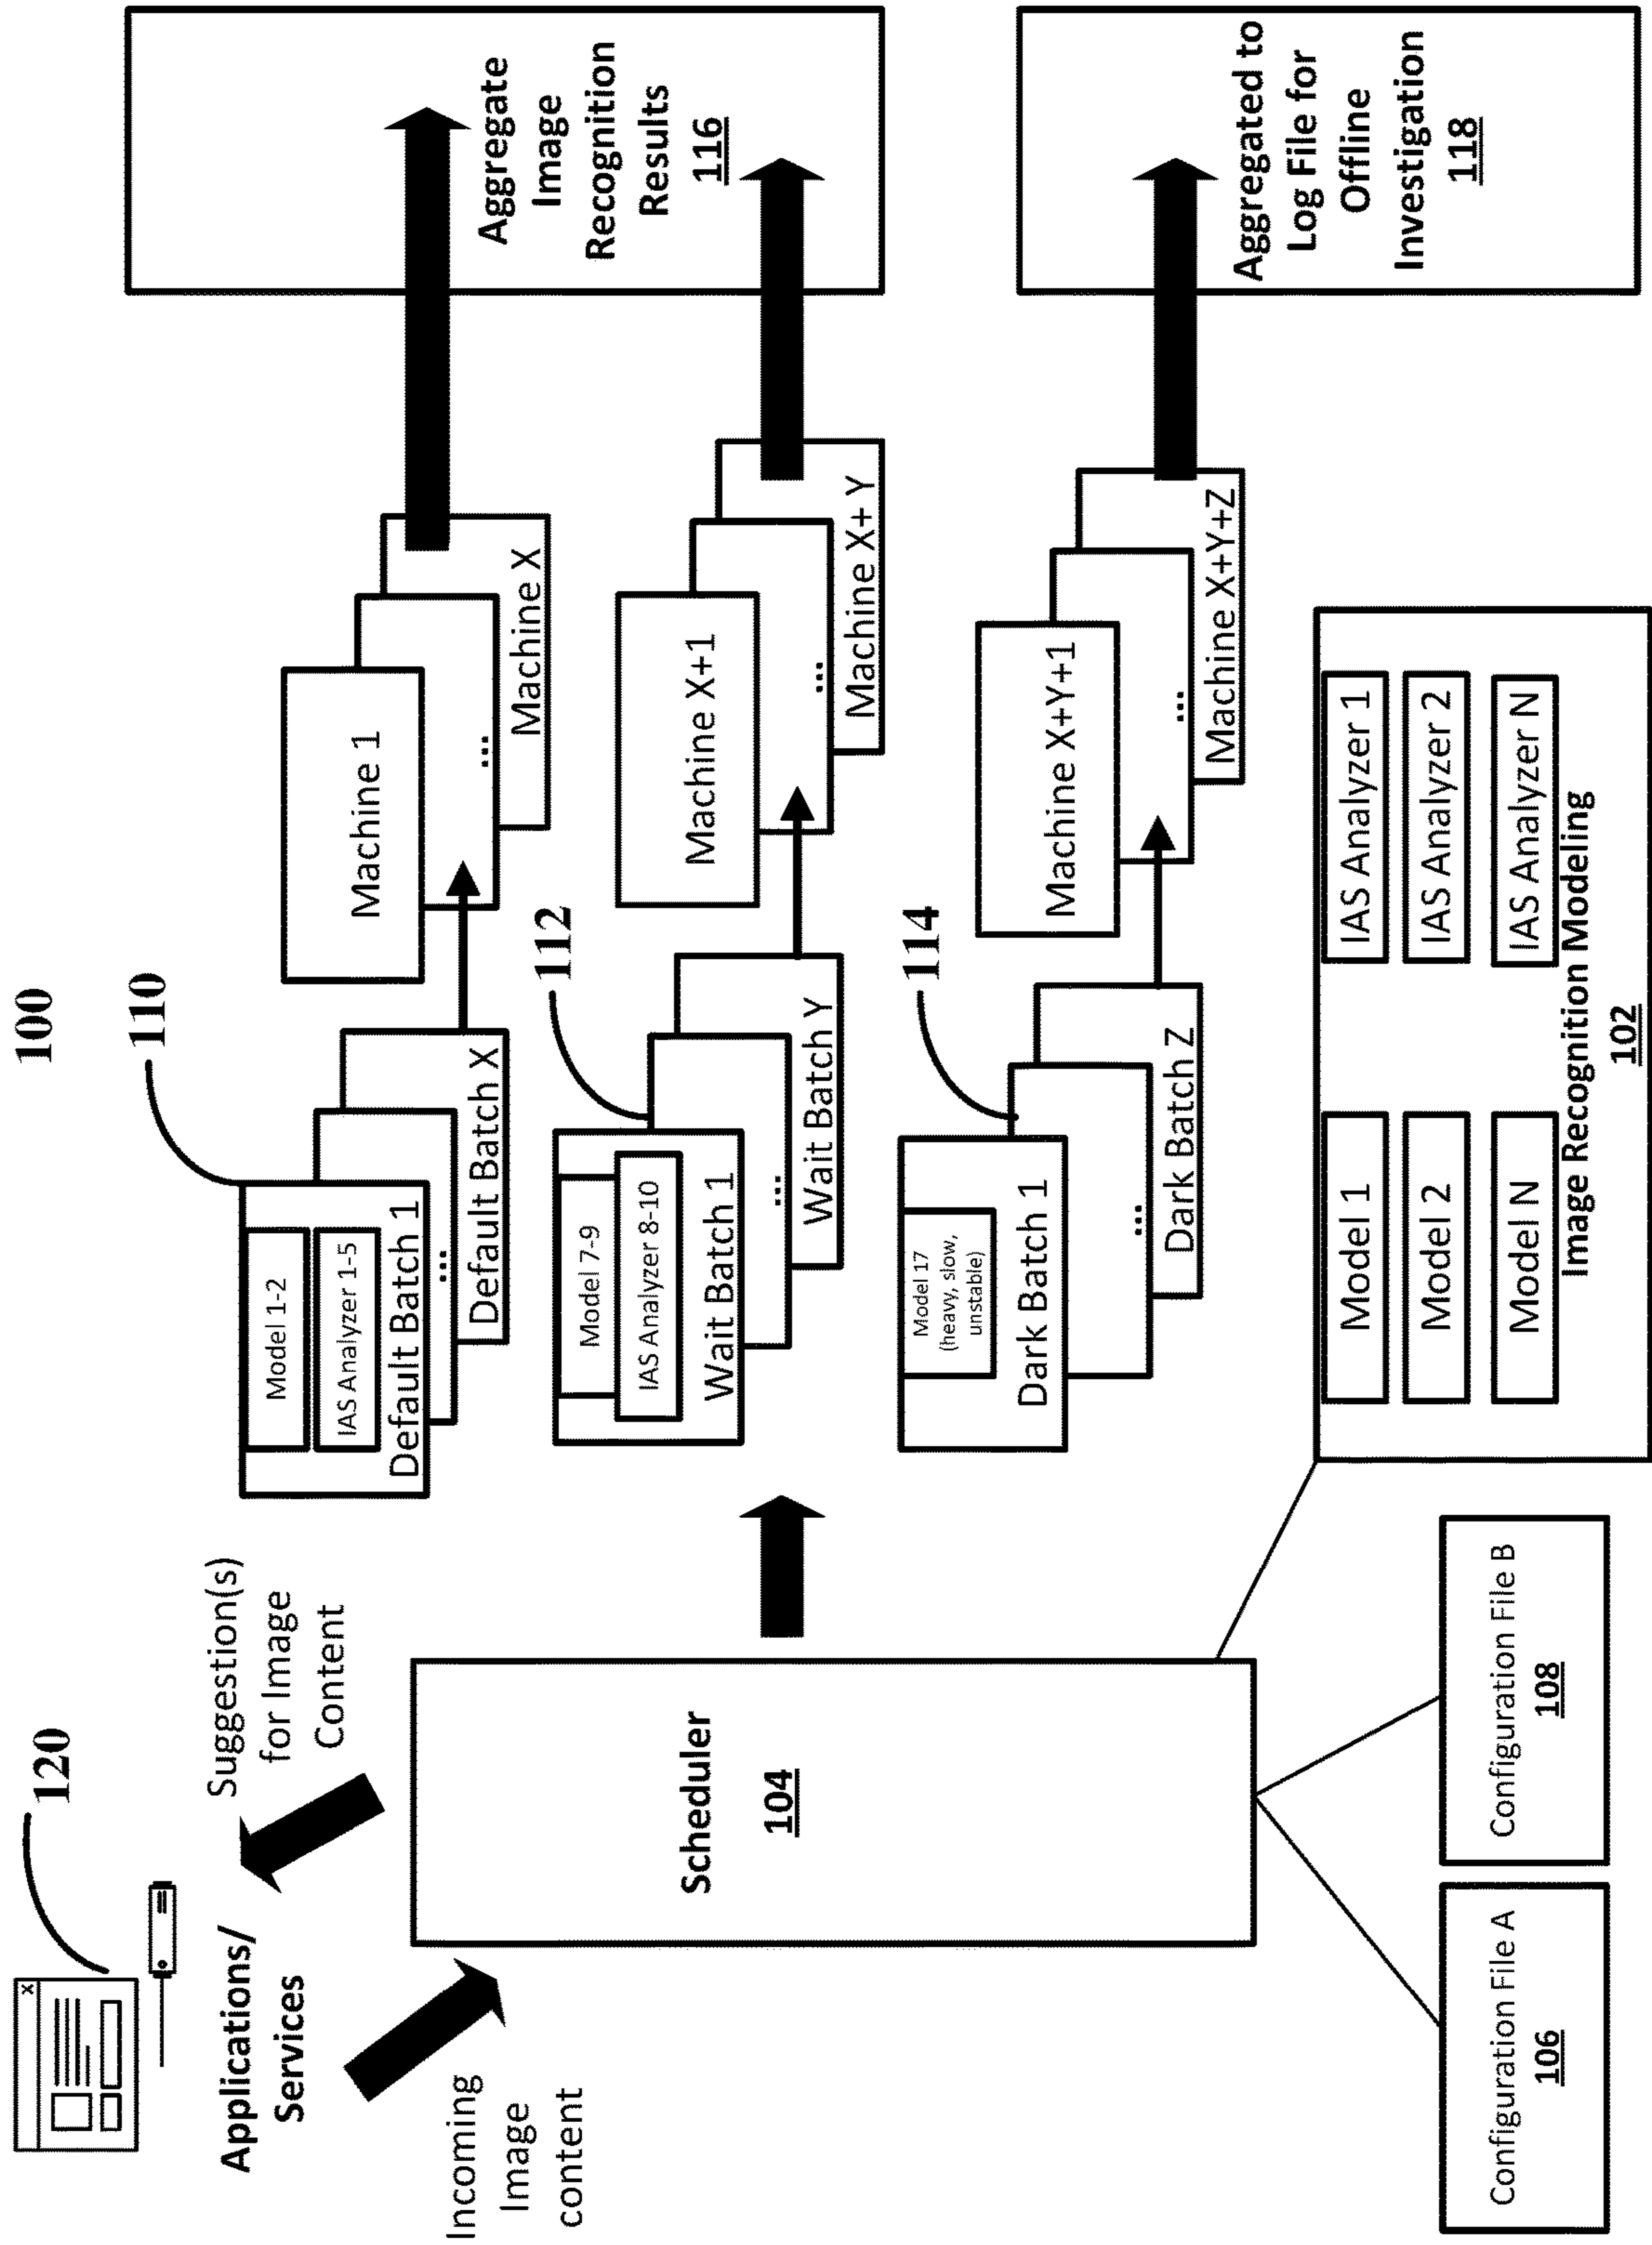 100
120
Applications/
Services
Suggestion(s)
for Image
Content
Incoming
Image
content
Scheduler
104
Configuration File A
106
Configuration File B
108
110
Model 1-2
IAS Analyzer 1-5
Default Batch 1
...
Default Batch X
Machine 1
...
Machine X
112
Model 7-9
IAS Analyzer 8-10
Wait Batch 1
...
Wait Batch Y
Machine X+1
...
Machine X+ Y
114
Model 17
(heavy, slow,
unstable)
Dark Batch 1
...
Dark Batch Z
Machine X+Y+1
...
Machine X+Y+Z
Aggregate
Image
Recognition
Results
116
Aggregated to
Log File for
Offline
Investigation
118
Model 1
IAS Analyzer 1
Model 2
IAS Analyzer 2
Model N
IAS Analyzer N
Image Recognition Modeling
102
X